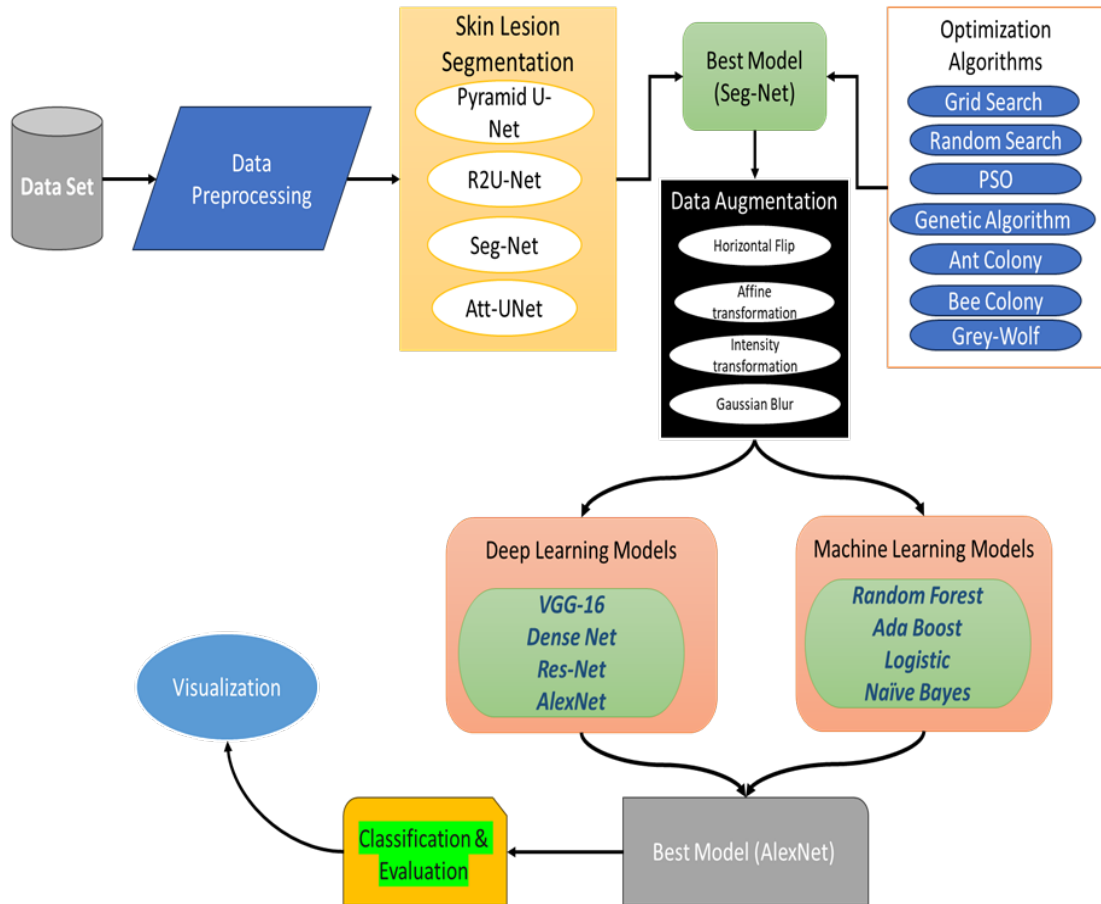 Data Set
Data
Preprocessing
Skin Lesion
Segmentation
Pyramid U-
Net
R2U-Net
Seg-Net
Att-UNet
Best Model
(Seg-Net)
Optimization
Algorithms
Grid Search
Random Search
PSO
Genetic Algorithm
Ant Colony
Bee Colony
Grey-Wolf
Data Augmentation
Horizontal Flip
Affine
transformation
Intensity
transformation
Gaussian Blur
Deep Learning Models
VGG-16
Dense Net
Res-Net
AlexNet
Machine Learning Models
Random Forest
Ada Boost
Logistic
Naïve Bayes
Best Model (AlexNet)
Classification &
Evaluation
Visualization